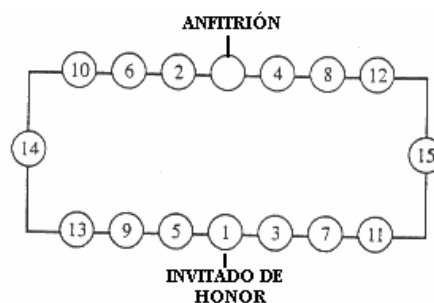 ANFITRIÓN
10 6 2 4 8 12
14 15
13 9 5 1 3 7 11
INVITADO DE
HONOR